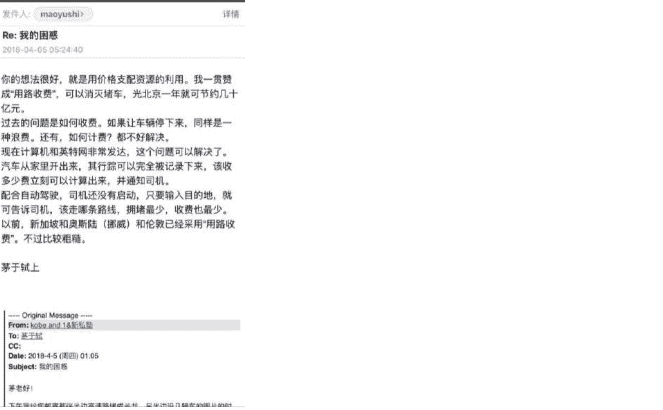 发件人： maoyushi> 详情
Re: 我的困惑
2018-04-05 05:24:40
你的想法很好，就是用价格支配资源的利用。我一贯赞
成“用路收费”，可以消灭堵车，光北京一年就可节约几十
亿元。
过去的问题是如何收费。如果让车辆停下来，同样是一
种浪费。还有，如何计费？都不好解决。
现在计算机和英特网非常发达，这个问题可以解决了。
汽车从家里开出来，其行踪可以完全被记录下来，该收
多少费立刻可以计算出来，并通知司机。
配合自动驾驶，司机还没有启动，只要输入目的地，就
可告诉司机，该走哪条路线，拥堵最少，收费也最少。
以前，新加坡和奥斯陆（挪威）和伦敦已经采用“用路收
费”。不过比较粗糙。
茅于轼上
----- Original Message -----
From: kobe and 1&新私塾
To: 茅于轼
CC:
Date: 2018-4-5 (周四) 01:05
Subject: 我的困惑
茅老好！